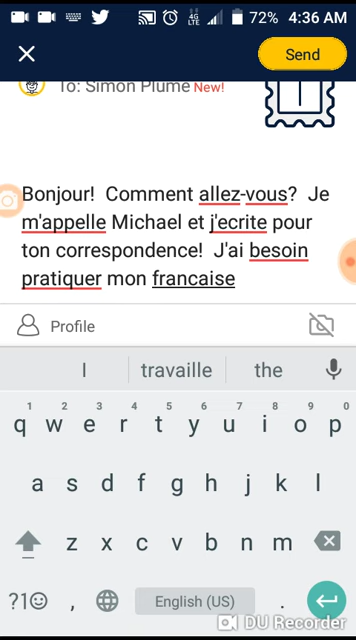 4G LTE 72% 4:36 AM
Send
To: Simon Plume New!
Bonjour! Comment allez-vous? Je
m'appelle Michael et j'ecrite pour
ton correspondence! J'ai besoin
pratiquer mon francaise
Profile
I travaille the
1 2 3 4 5 6 7 8 9 0
q w e r t y u i o p
a s d f g h j k l
z x c v b n m
?1☺ , English (US) .
DU Recorder